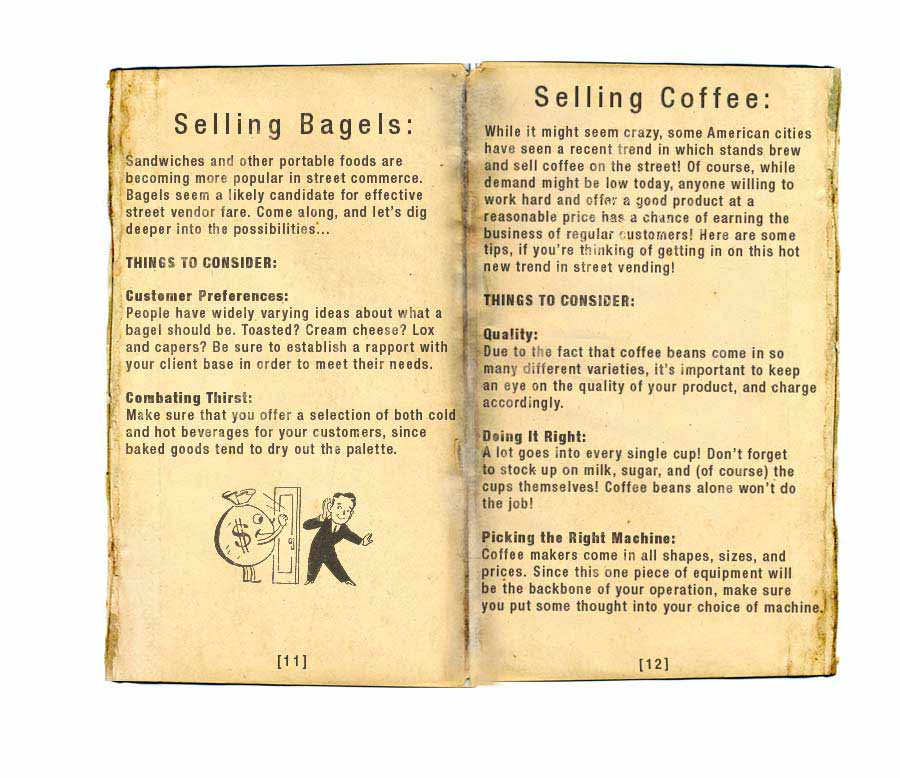 Selling Bagels:
Sandwiches and other portable foods are
becoming more popular in street commerce.
Bagels seem a likely candidate for effective
street vendor fare. Come along, and let's dig
deeper into the possibilities...
THINGS TO CONSIDER:
Customer Preferences:
People have widely varying ideas about what a
bagel should be. Toasted? Cream cheese? Lox
and capers? Be sure to establish a rapport with
your client base in order to meet their needs.
Combating Thirst:
Make sure that you offer a selection of both cold
and hot beverages for your customers, since
baked goods tend to dry out the palette.
$
[11]
Selling Coffee:
While it might seem crazy, some American cities
have seen a recent trend in which stands brew
and sell coffee on the street! Of course, while
demand might be low today, anyone willing to
work hard and offer a good product at a
reasonable price has a chance of earning the
business of regular customers! Here are some
tips, if you're thinking of getting in on this hot
new trend in street vending!
THINGS TO CONSIDER:
Quality:
Due to the fact that coffee beans come in so
many different varieties, it's important to keep
an eye on the quality of your product, and charge
accordingly.
Doing It Right:
A lot goes into every single cup! Don't forget
to stock up on milk, sugar, and (of course) the
cups themselves! Coffee beans alone won't do
the job!
Picking the Right Machine:
Coffee makers come in all shapes, sizes, and
prices. Since this one piece of equipment will
be the backbone of your operation, make sure
you put some thought into your choice of machine.
[12]